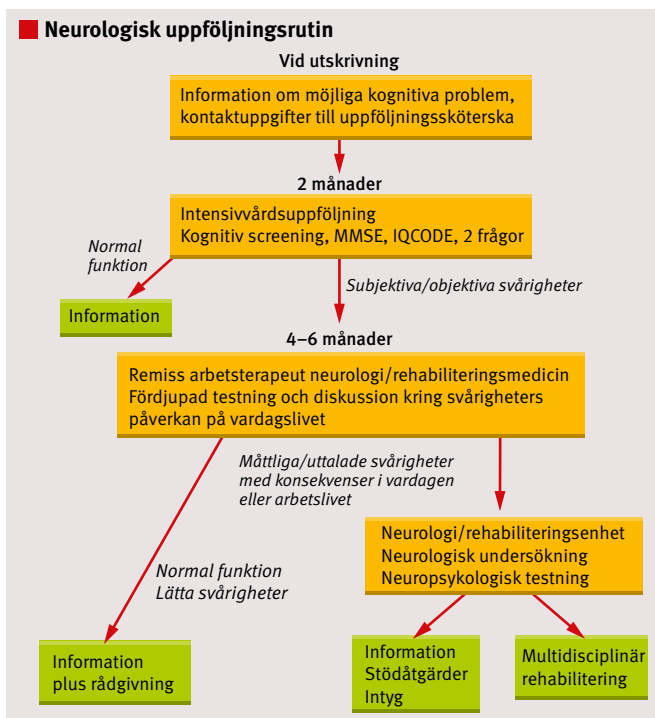 Neurologisk uppföljningsrutin
Vid utskrivning
Information om möjliga kognitiva problem,
kontaktuppgifter till uppföljningssköterska
2 månader
Intensivvårdsuppföljning
Kognitiv screening, MMSE, IQCODE, 2 frågor
Normal
funktion
Subjektiva/objektiva svårigheter
Information
4–6 månader
Remiss arbetsterapeut neurologi/rehabiliteringsmedicin
Fördjupad testning och diskussion kring svårigheters
påverkan på vardagslivet
Måttliga/uttalade svårigheter
med konsekvenser i vardagen
eller arbetslivet
Neurologi/rehabiliteringsenhet
Neurologisk undersökning
Neuropsykologisk testning
Normal funktion
Lätta svårigheter
Information
plus rådgivning
Information
Stödåtgärder
Intyg
Multidisciplinär
rehabilitering